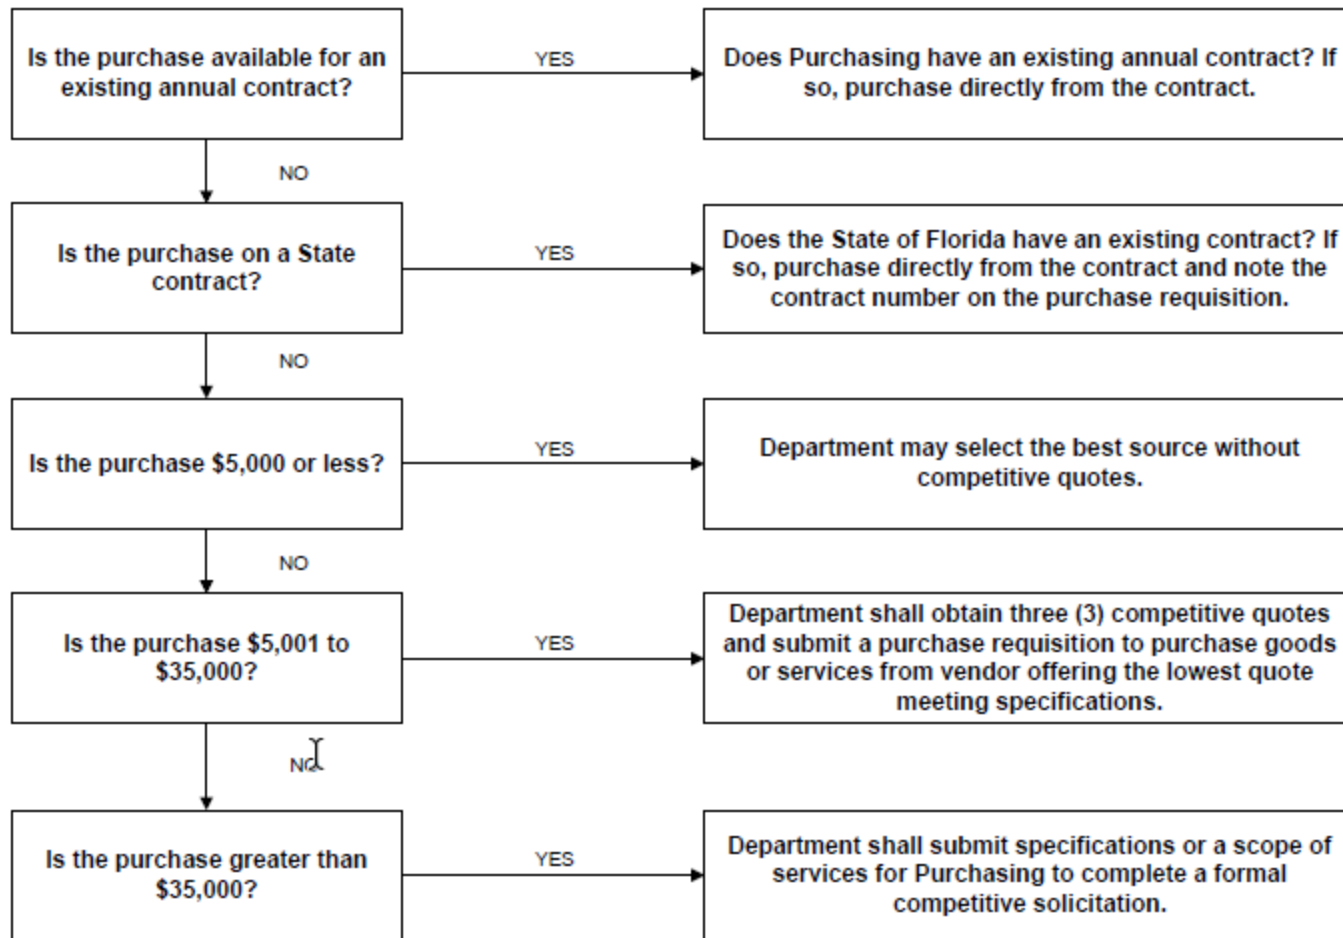 Is the purchase available for an
existing annual contract?
YES
Does Purchasing have an existing annual contract? If
so, purchase directly from the contract.
NO
Is the purchase on a State
contract?
YES
Does the State of Florida have an existing contract? If
so, purchase directly from the contract and note the
contract number on the purchase requisition.
NO
Is the purchase $5,000 or less?
YES
Department may select the best source without
competitive quotes.
NO
Is the purchase $5,001 to
$35,000?
YES
Department shall obtain three (3) competitive quotes
and submit a purchase requisition to purchase goods
or services from vendor offering the lowest quote
meeting specifications.
NO
Is the purchase greater than
$35,000?
YES
Department shall submit specifications or a scope of
services for Purchasing to complete a formal
competitive solicitation.